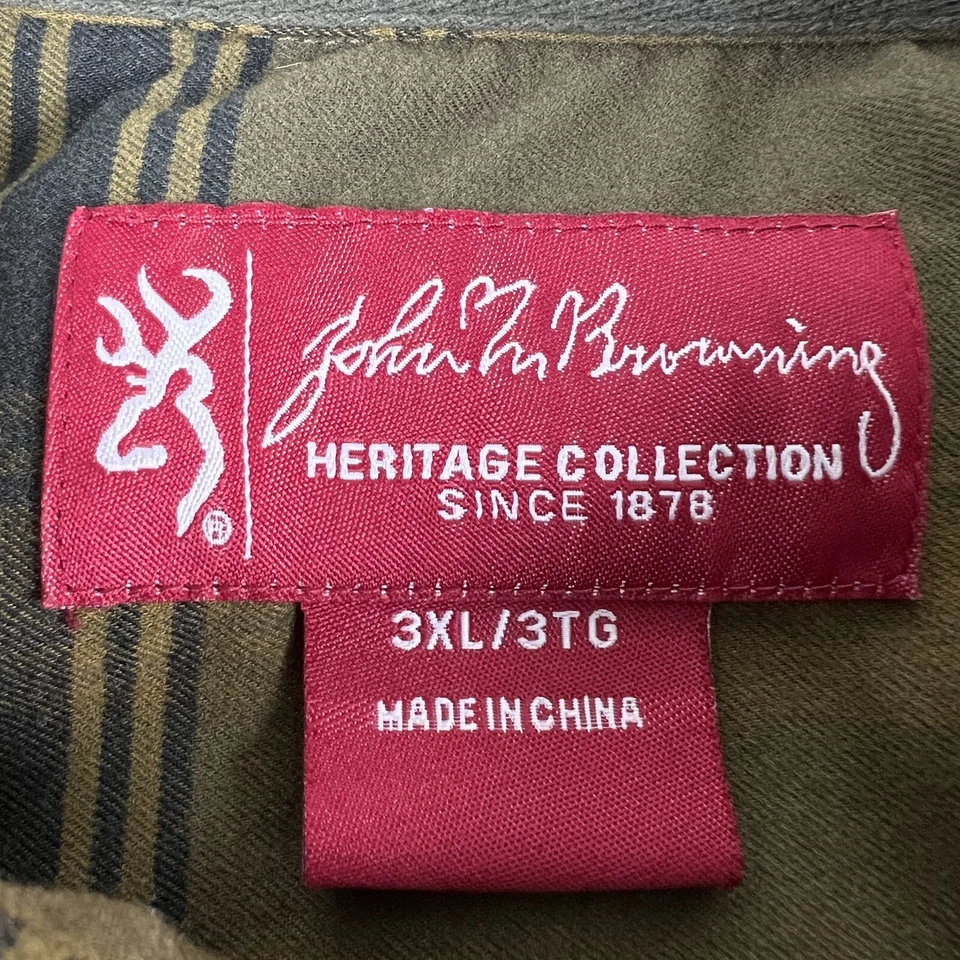 John M Browning
HERITAGE COLLECTION
SINCE 1878
®
3XL/3TG
MADE IN CHINA